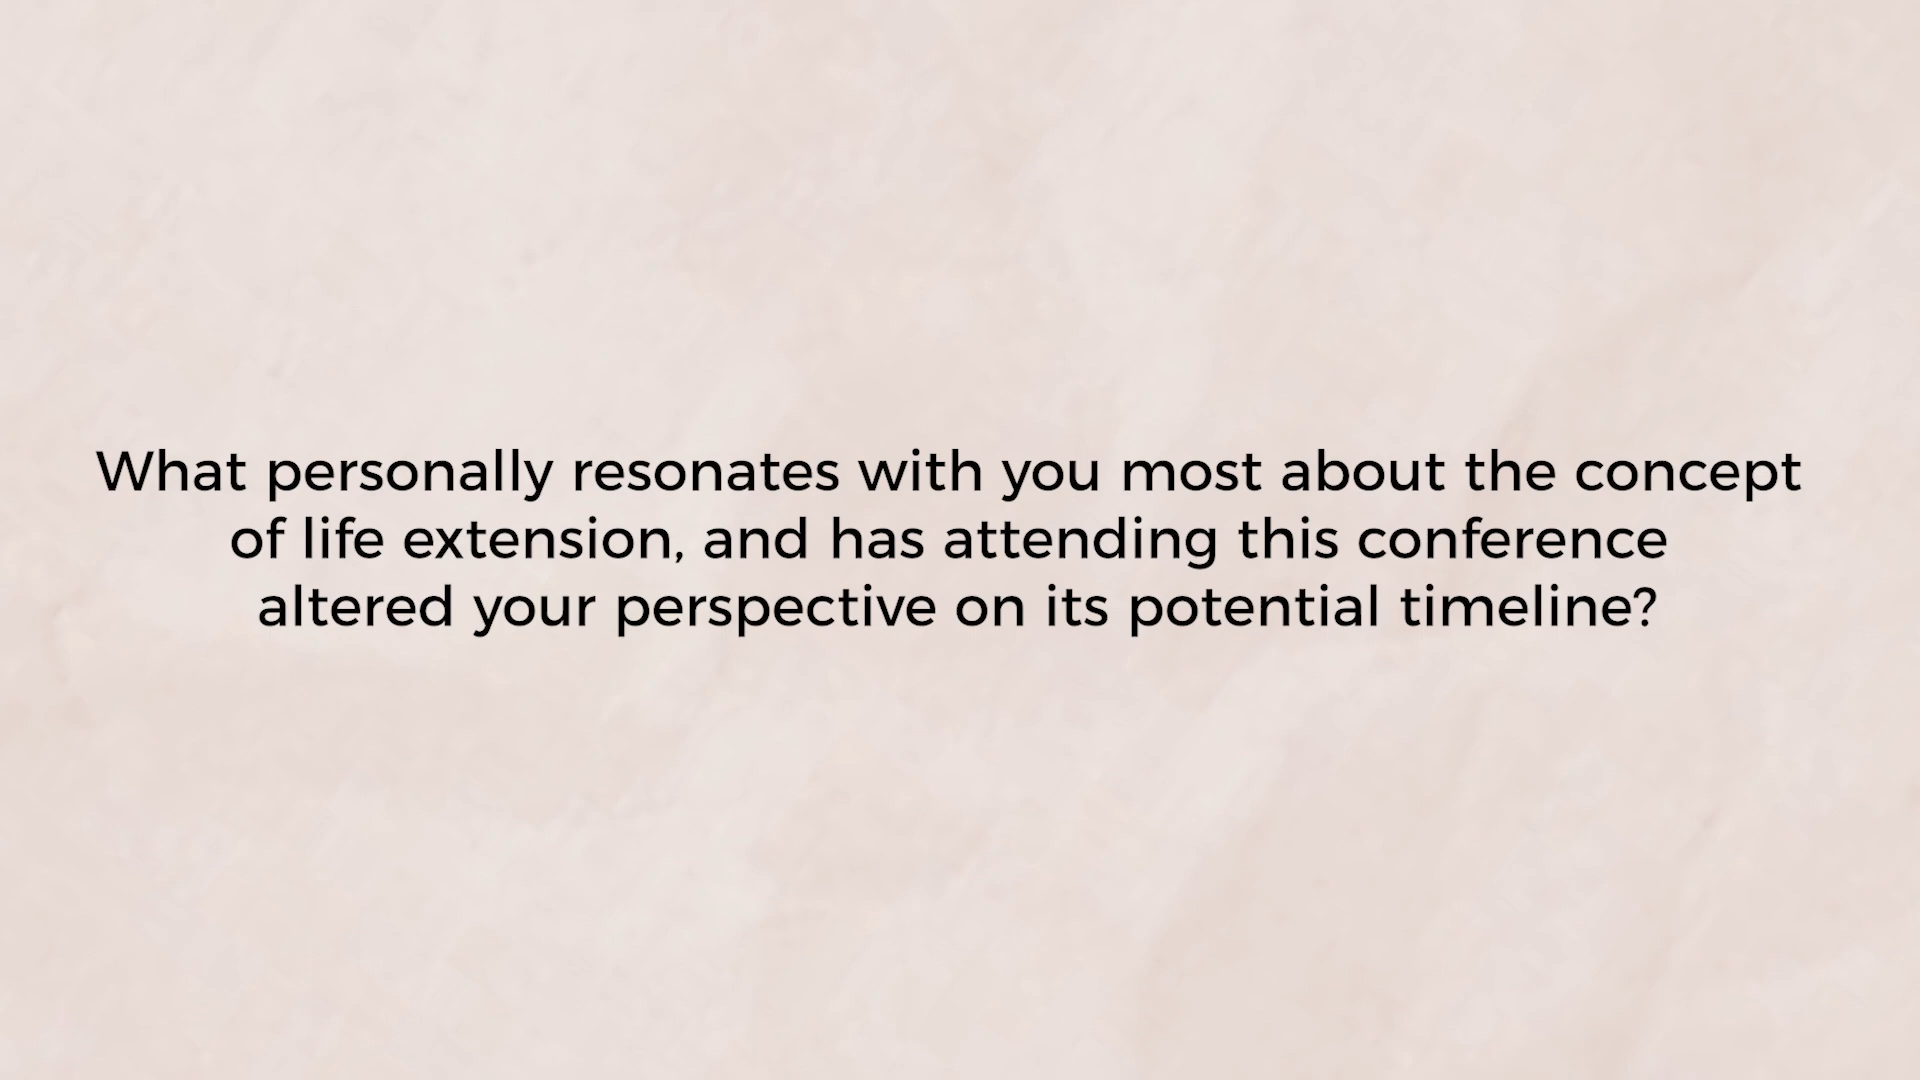 What personally resonates with you most about the concept
of life extension, and has attending this conference
altered your perspective on its potential timeline?